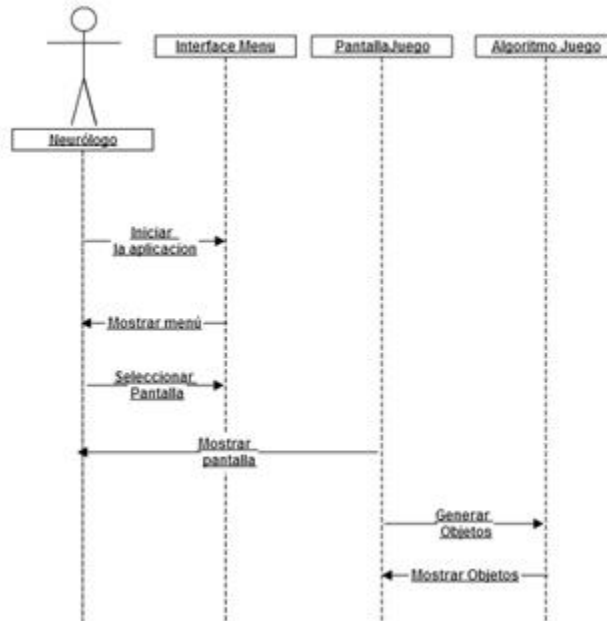 Interface Menu
PantallaJuego
Algoritmo Juego
Neurólogo
Iniciar
la aplicacion
Mostrar menú
Seleccionar
Pantalla
Mostrar
pantalla
Generar
Objetos
Mostrar Objetos